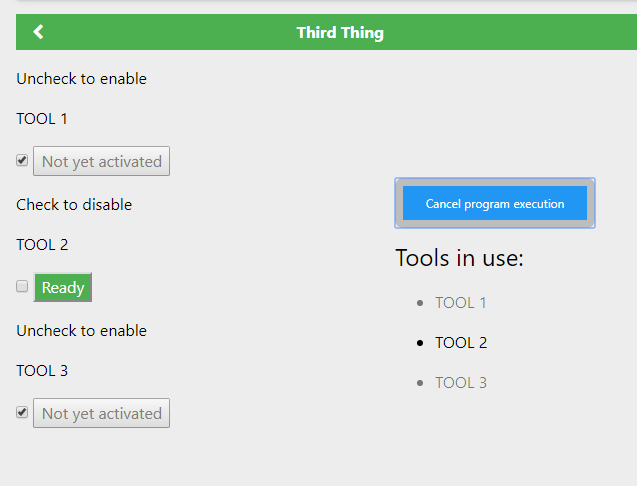 Third Thing
Uncheck to enable
TOOL 1
Not yet activated
Check to disable
TOOL 2
Ready
Uncheck to enable
TOOL 3
Not yet activated
Cancel program execution
Tools in use:
TOOL 1
TOOL 2
TOOL 3